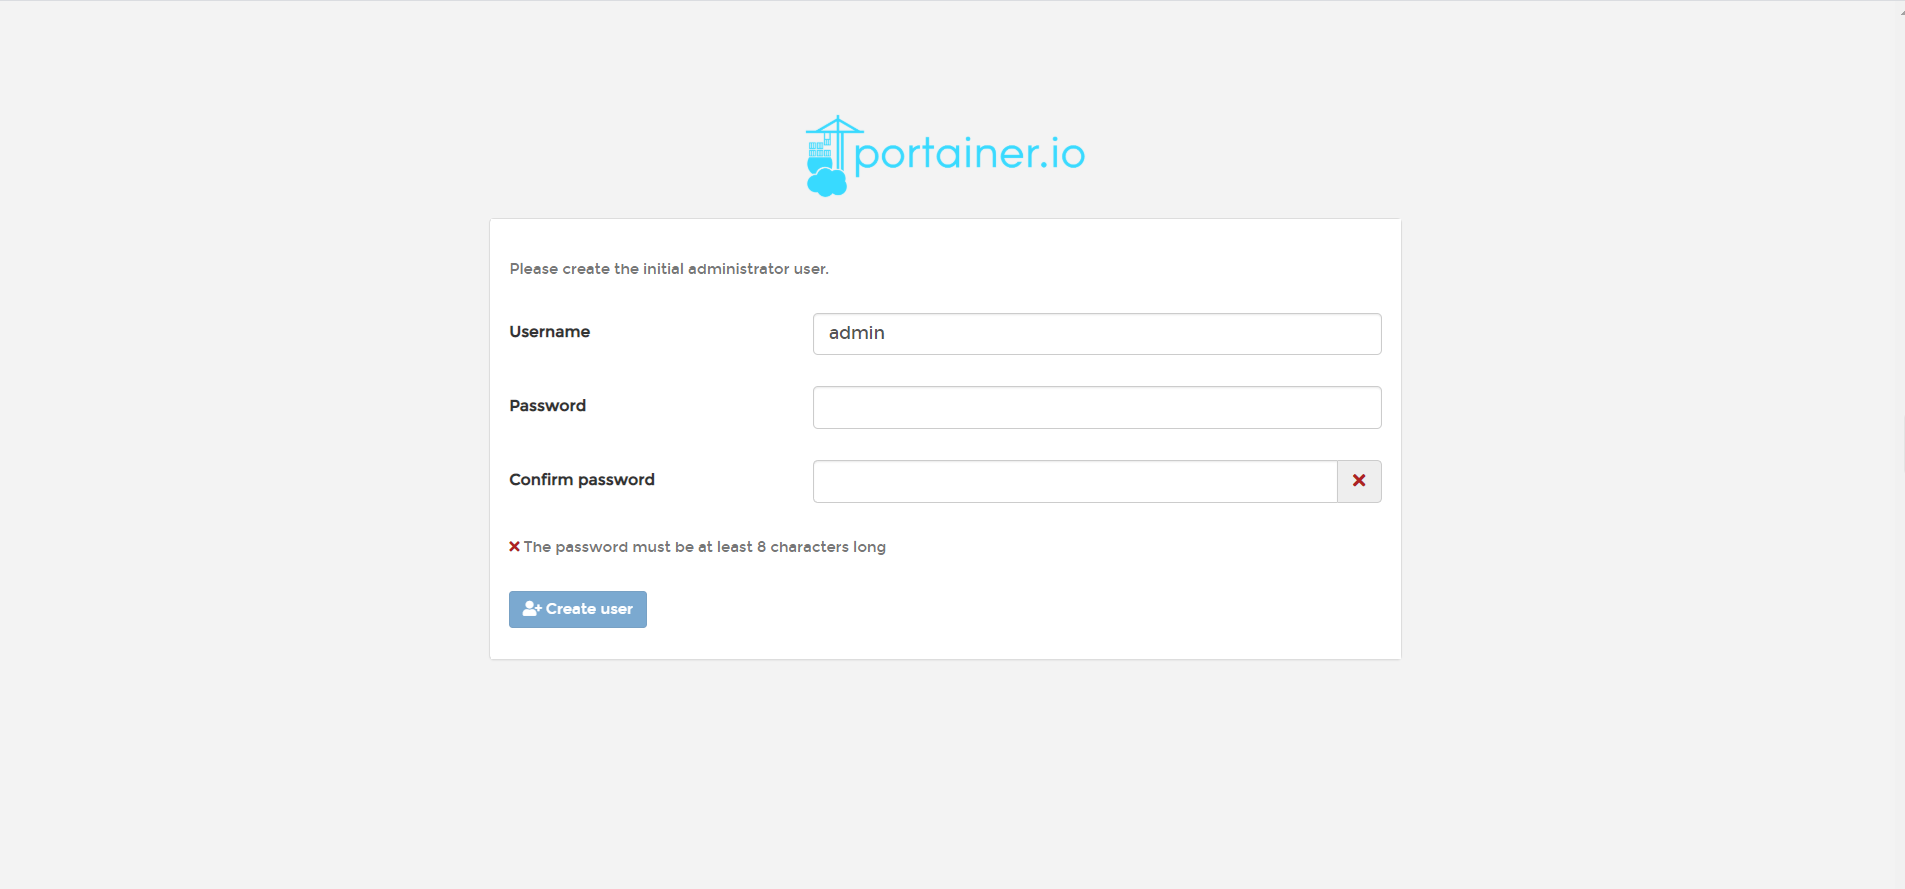 portainer.io
Please create the initial administrator user.
Username
admin
Password
Confirm password
The password must be at least 8 characters long
Create user